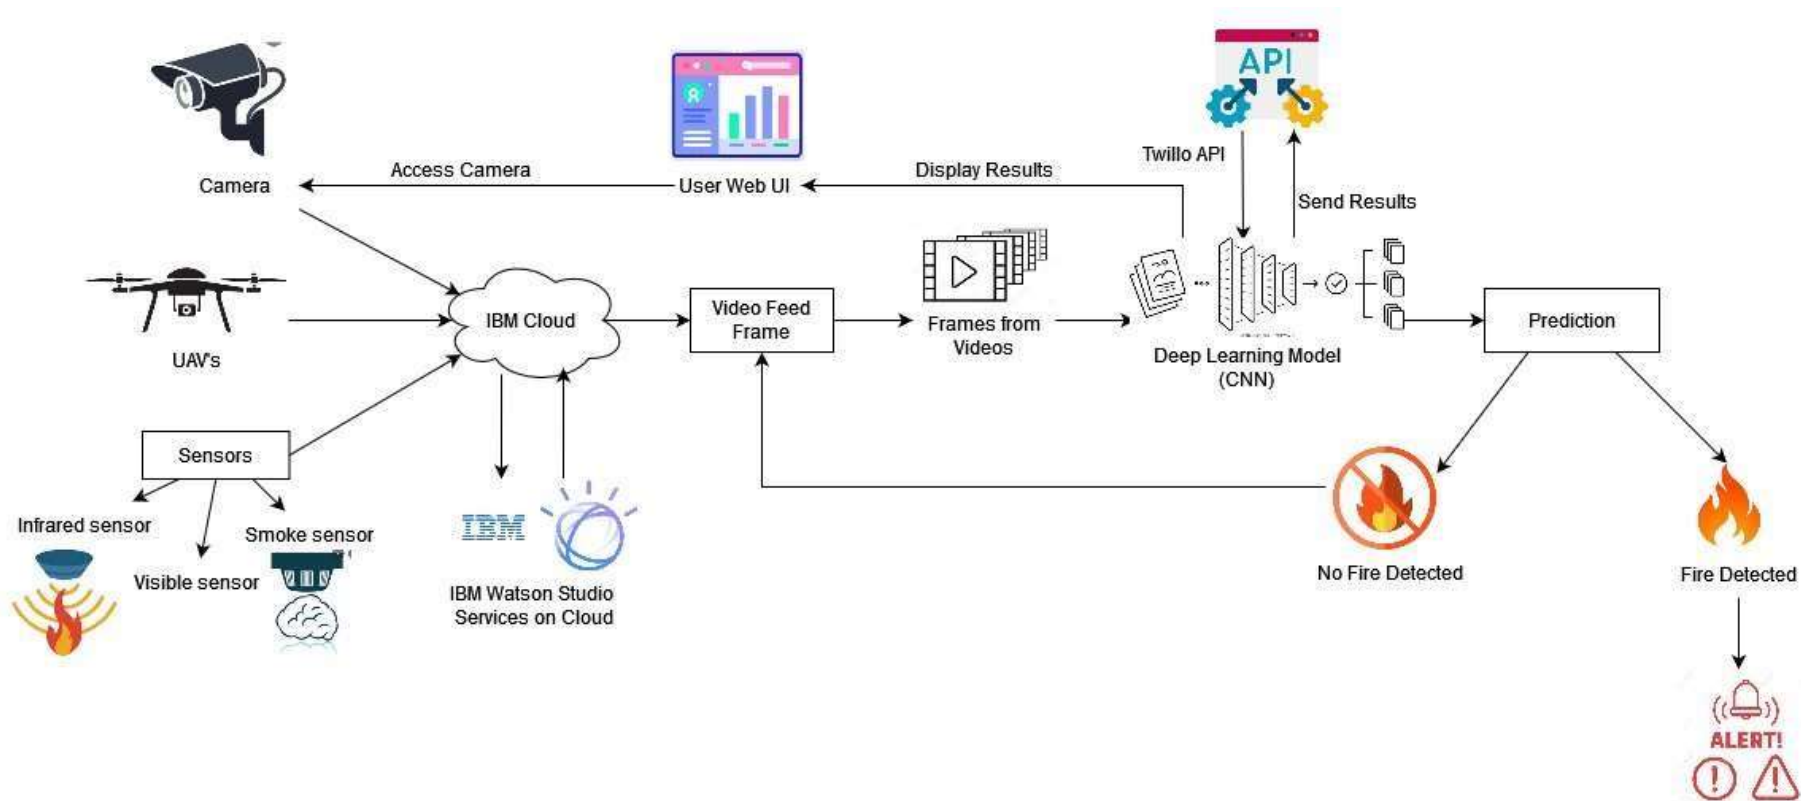 API
Twillo API
Access Camera
Display Results
Camera
User Web UI
Send Results
IBM Cloud
Video Feed
Frame
Frames from
Videos
Prediction
UAV's
Deep Learning Model
(CNN)
Sensors
Infrared sensor
Smoke sensor
Visible sensor
IBM
IBM Watson Studio
Services on Cloud
No Fire Detected
Fire Detected
ALERT!